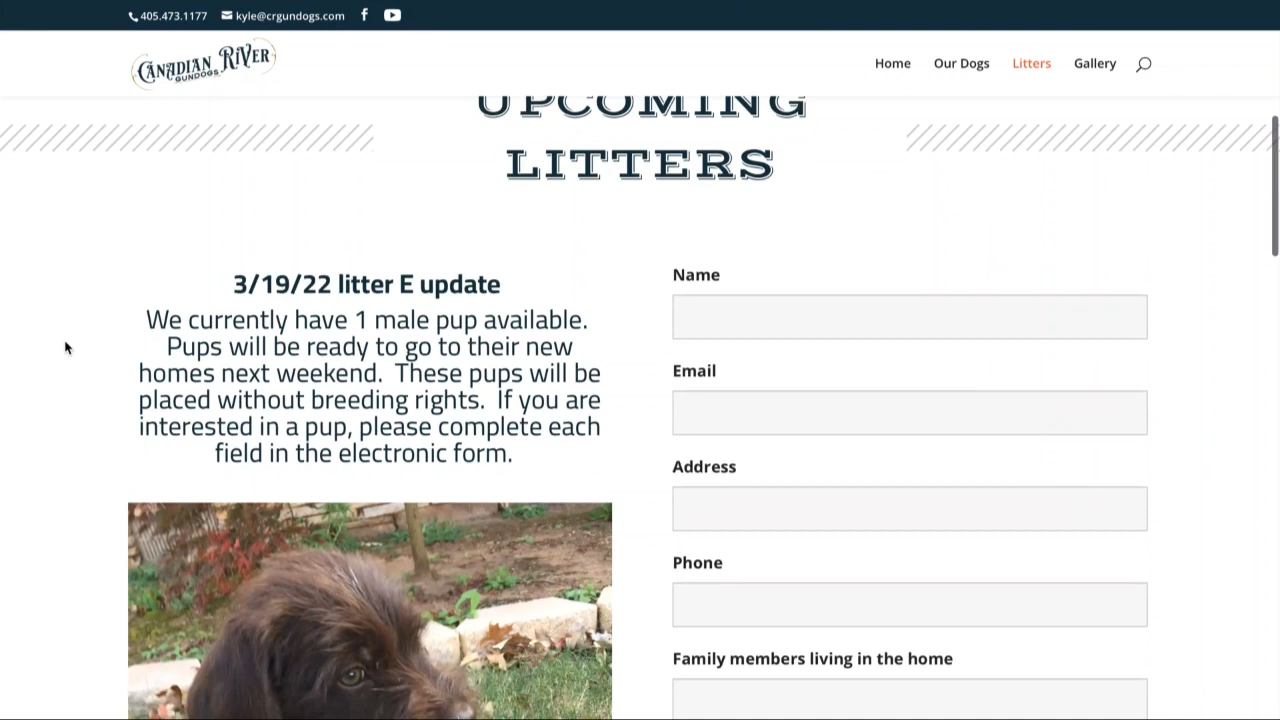 405.473.1177 kyle@crgundogs.com
CANADIAN RIVER
GUNDOGS
Home Our Dogs Litters Gallery
UPCOMING
LITTERS
3/19/22 litter E update
We currently have 1 male pup available.
Pups will be ready to go to their new
homes next weekend. These pups will be
placed without breeding rights. If you are
interested in a pup, please complete each
field in the electronic form.
Name
Email
Address
Phone
Family members living in the home